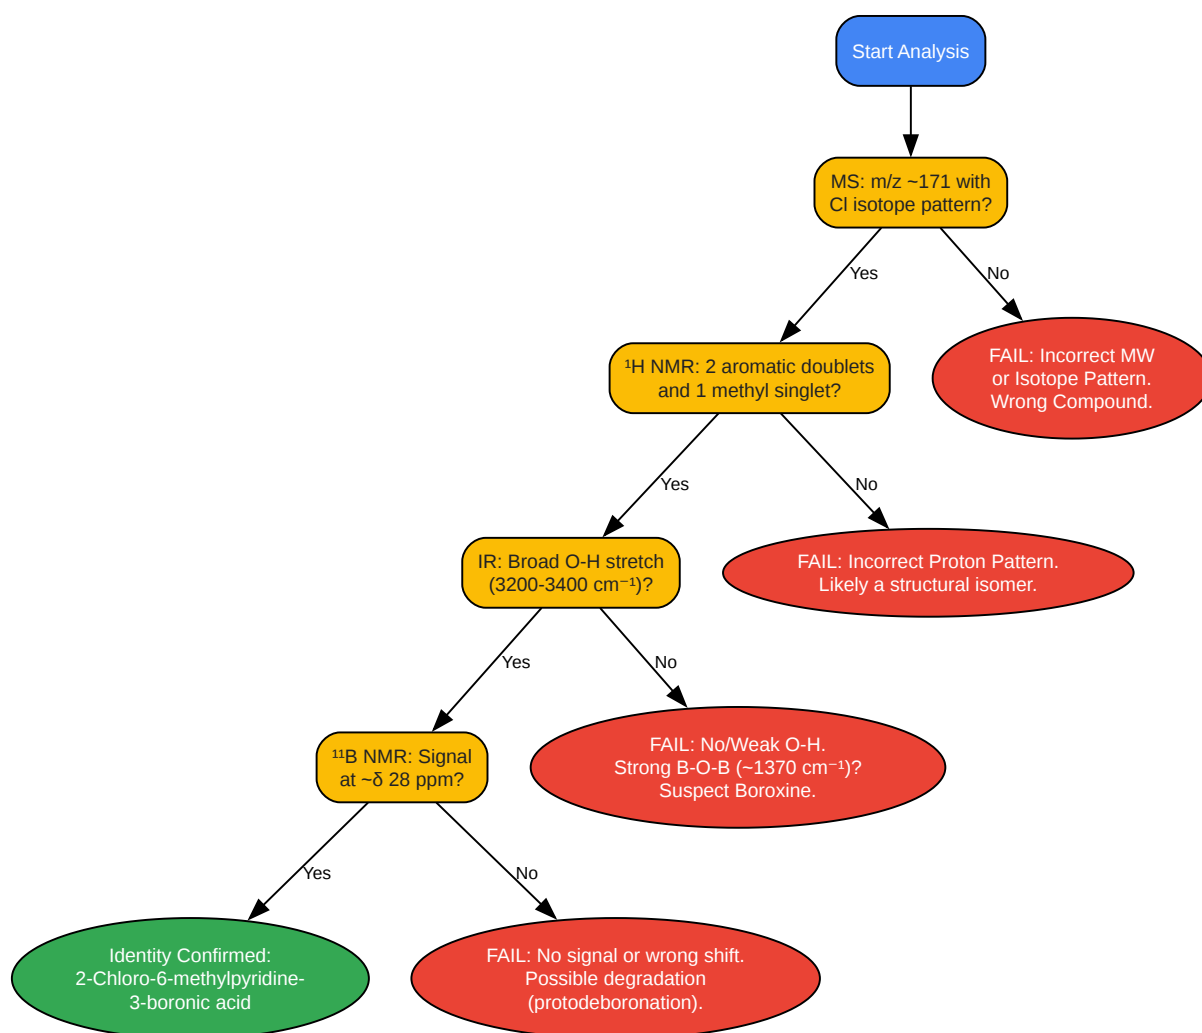 Start Analysis
MS: m/z ~171 with
Cl isotope pattern?
Yes
No
FAIL: Incorrect MW
or Isotope Pattern.
Wrong Compound.
¹H NMR: 2 aromatic doublets
and 1 methyl singlet?
Yes
No
FAIL: Incorrect Proton Pattern.
Likely a structural isomer.
IR: Broad O-H stretch
(3200-3400 cm⁻¹)?
Yes
No
FAIL: No/Weak O-H.
Strong B-O-B (~1370 cm⁻¹)?
Suspect Boroxine.
¹¹B NMR: Signal
at ~δ 28 ppm?
Yes
No
Identity Confirmed:
2-Chloro-6-methylpyridine-
3-boronic acid
FAIL: No signal or wrong shift.
Possible degradation
(protodeboronation).